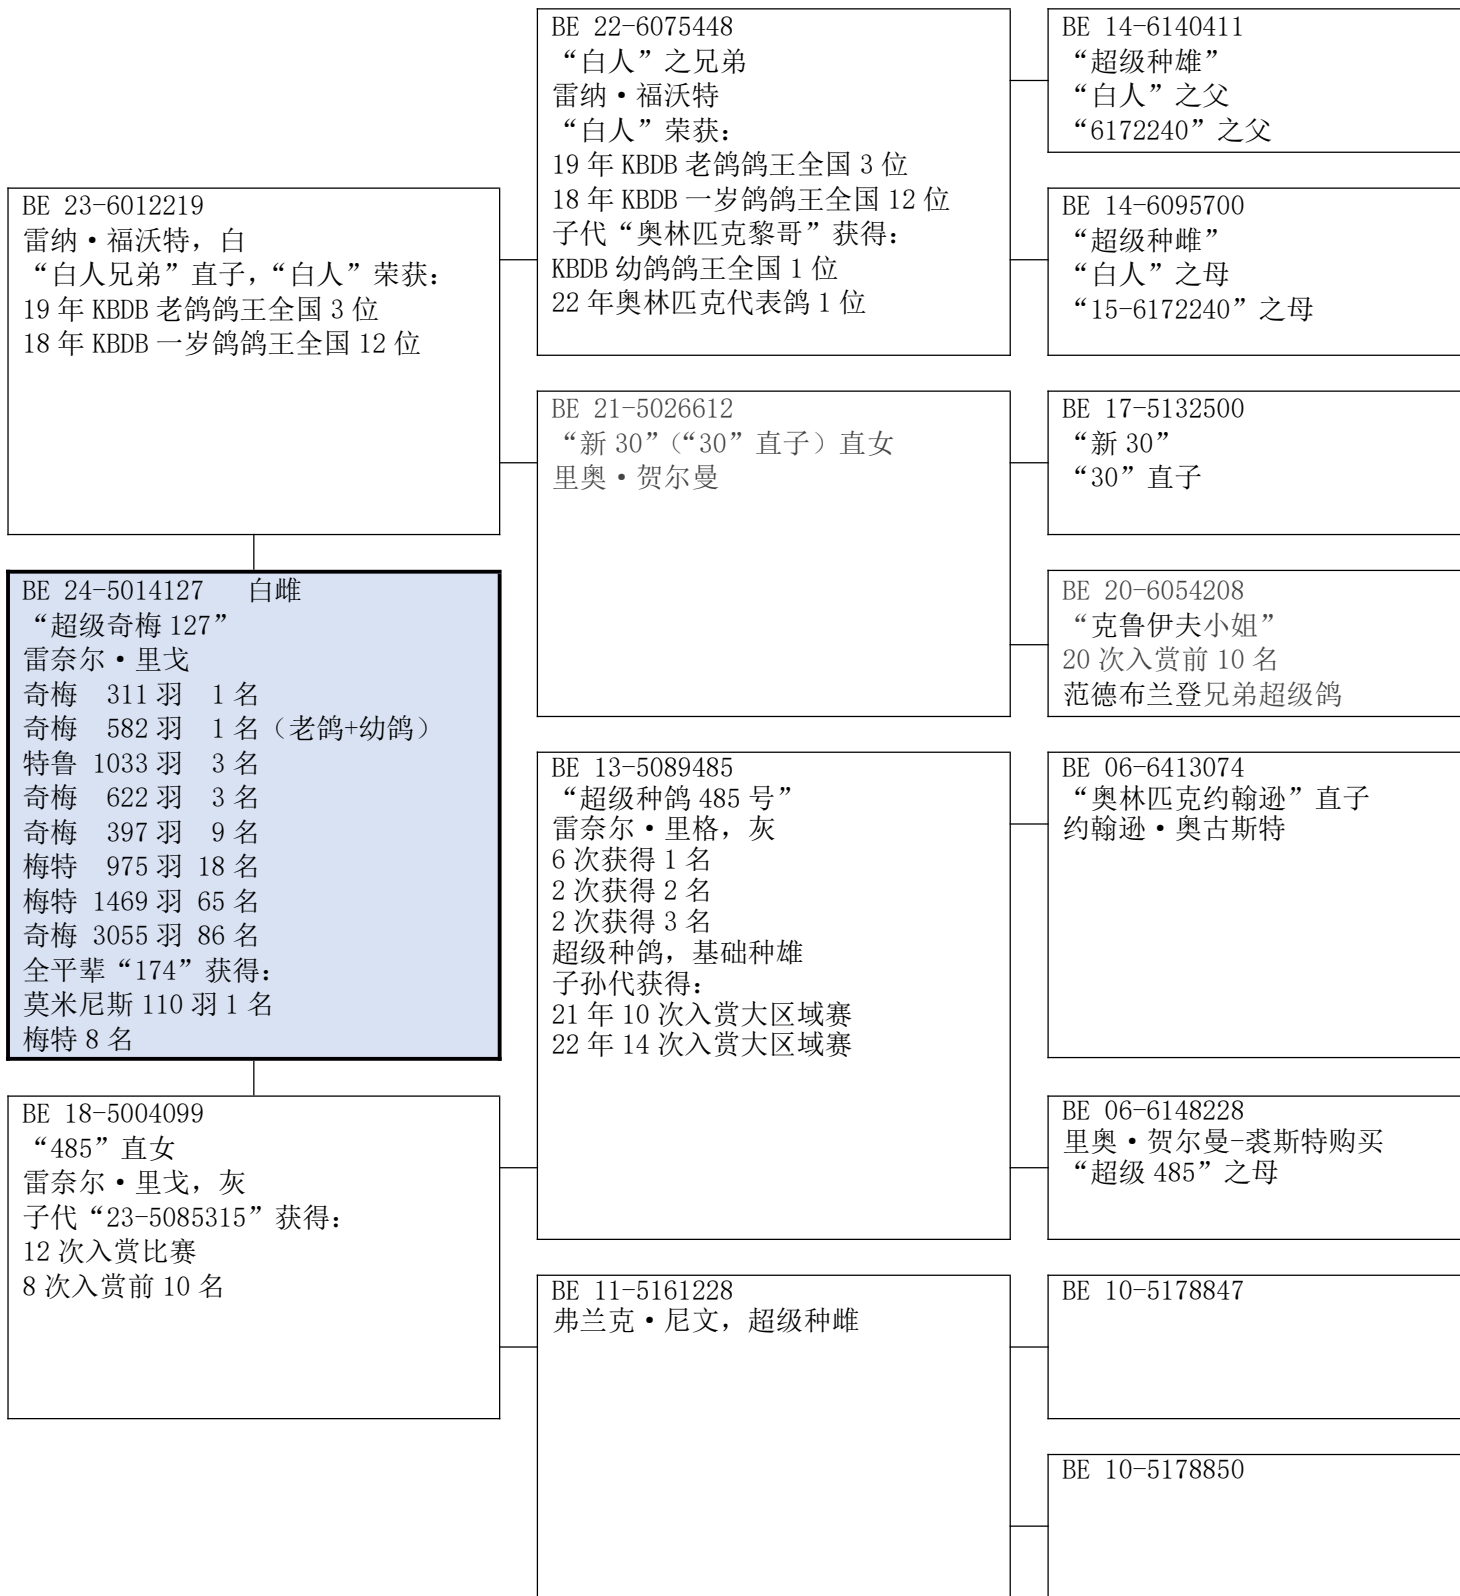 BE 23-6012219
雷纳·福沃特，白
“白人兄弟”直子，“白人”荣获：
19 年 KBDB 老鸽鸽王全国 3 位
18 年 KBDB 一岁鸽鸽王全国 12 位
BE 24-5014127 白雌
“超级奇梅 127”
雷奈尔·里戈
奇梅 311 羽 1 名
奇梅 582 羽 1 名（老鸽+幼鸽）
特鲁 1033 羽 3 名
奇梅 622 羽 3 名
奇梅 397 羽 9 名
梅特 975 羽 18 名
梅特 1469 羽 65 名
奇梅 3055 羽 86 名
全平辈“174”获得：
莫米尼斯 110 羽 1 名
梅特 8 名
BE 18-5004099
“485”直女
雷奈尔·里戈，灰
子代“23-5085315”获得：
12 次入赏比赛
8 次入赏前 10 名
BE 22-6075448
“白人”之兄弟
雷纳·福沃特
“白人”荣获：
19 年 KBDB 老鸽鸽王全国 3 位
18 年 KBDB 一岁鸽鸽王全国 12 位
子代“奥林匹克黎哥”获得：
KBDB 幼鸽鸽王全国 1 位
22 年奥林匹克代表鸽 1 位
BE 21-5026612
“新 30”（“30”直子）直女
里奥·贺尔曼
BE 13-5089485
“超级种鸽 485 号”
雷奈尔·里格，灰
6 次获得 1 名
2 次获得 2 名
2 次获得 3 名
超级种鸽，基础种雄
子孙代获得：
21 年 10 次入赏大区域赛
22 年 14 次入赏大区域赛
BE 11-5161228
弗兰克·尼文，超级种雌
BE 14-6140411
“超级种雄”
“白人”之父
“6172240”之父
BE 14-6095700
“超级种雌”
“白人”之母
“15-6172240”之母
BE 17-5132500
“新 30”
“30”直子
BE 20-6054208
“克鲁伊夫小姐”
20 次入赏前 10 名
范德布兰登兄弟超级鸽
BE 06-6413074
“奥林匹克约翰逊”直子
约翰逊·奥古斯特
BE 06-6148228
里奥·贺尔曼-裘斯特购买
“超级 485”之母
BE 10-5178847
BE 10-5178850